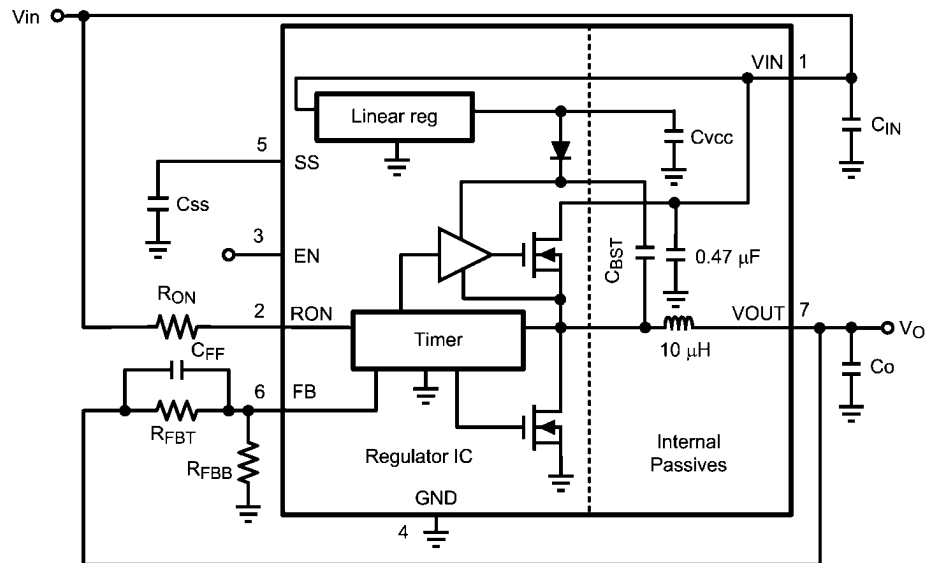 Vin
VIN 1
Linear reg
CVCC
CIN
5
SS
CSS
3
EN
CBST
0.47 μF
RON
2 RON
Timer
VOUT 7
VO
10 μH
CFF
CO
6 FB
RFBT
RFBB
Regulator IC
Internal
Passives
GND
4